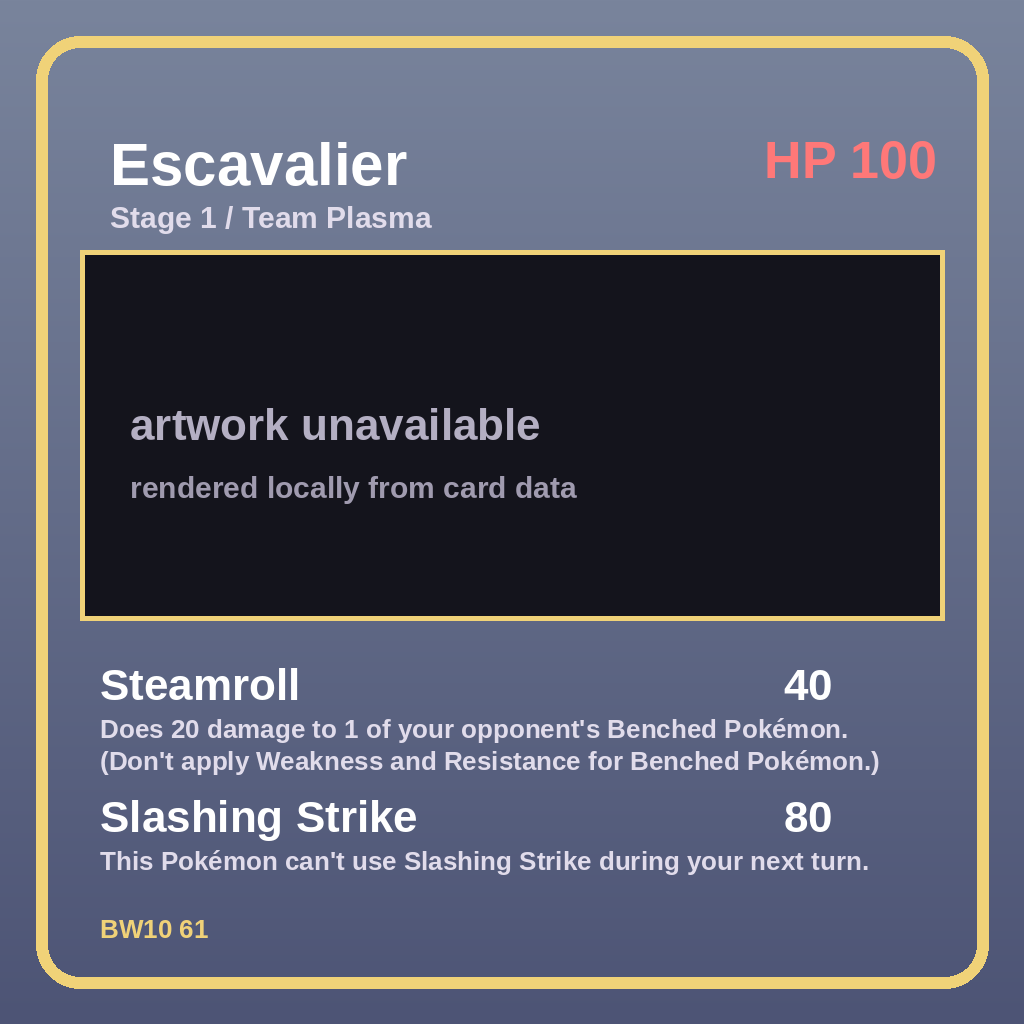 Escavalier
HP 100
Stage 1 / Team Plasma
artwork unavailable
rendered locally from card data
Steamroll 40
Does 20 damage to 1 of your opponent's Benched Pokémon.
(Don't apply Weakness and Resistance for Benched Pokémon.)
Slashing Strike 80
This Pokémon can't use Slashing Strike during your next turn.
BW10 61